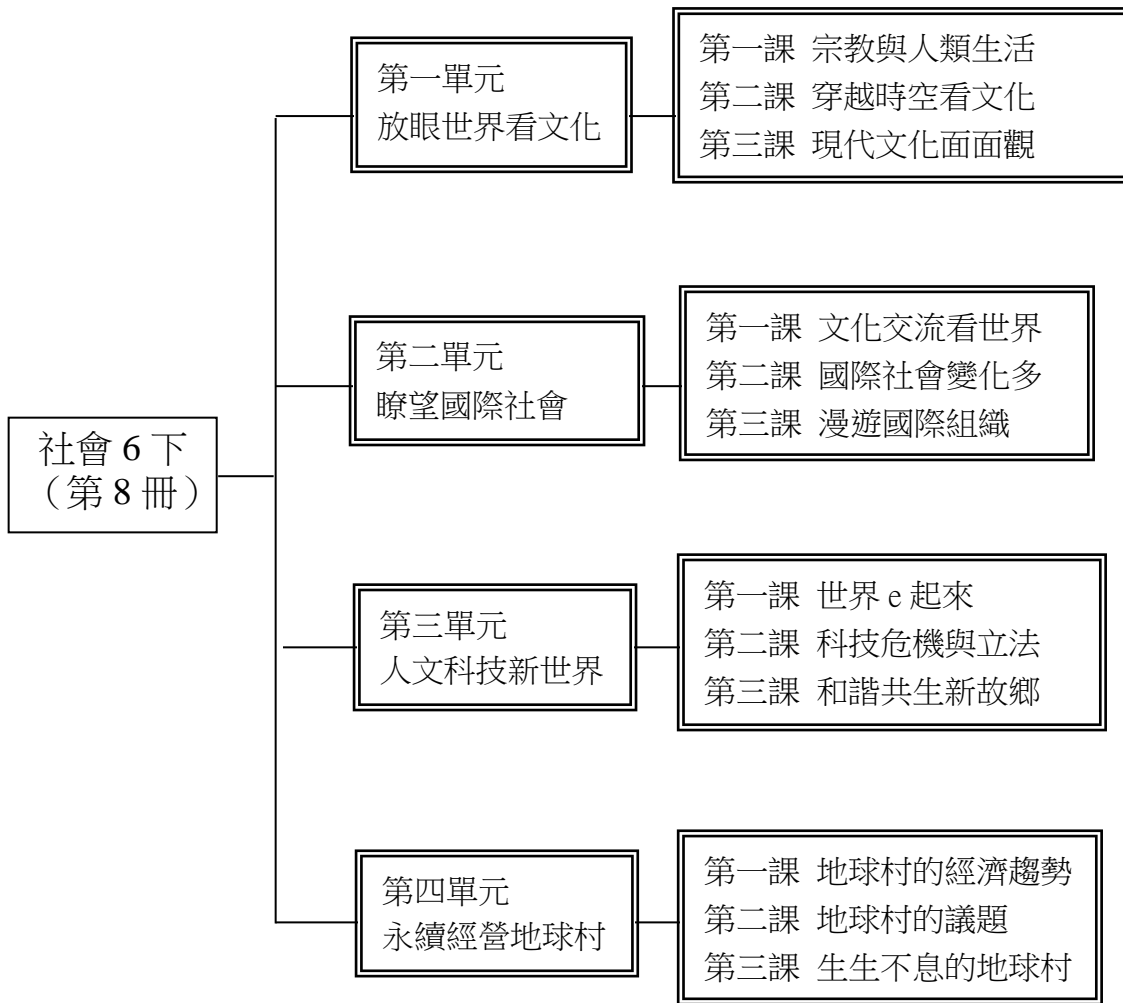 社會 6 下
（第 8 冊）
第一單元
放眼世界看文化
第一課 宗教與人類生活
第二課 穿越時空看文化
第三課 現代文化面面觀
第二單元
瞭望國際社會
第一課 文化交流看世界
第二課 國際社會變化多
第三課 漫遊國際組織
第三單元
人文科技新世界
第一課 世界 e 起來
第二課 科技危機與立法
第三課 和諧共生新故鄉
第四單元
永續經營地球村
第一課 地球村的經濟趨勢
第二課 地球村的議題
第三課 生生不息的地球村